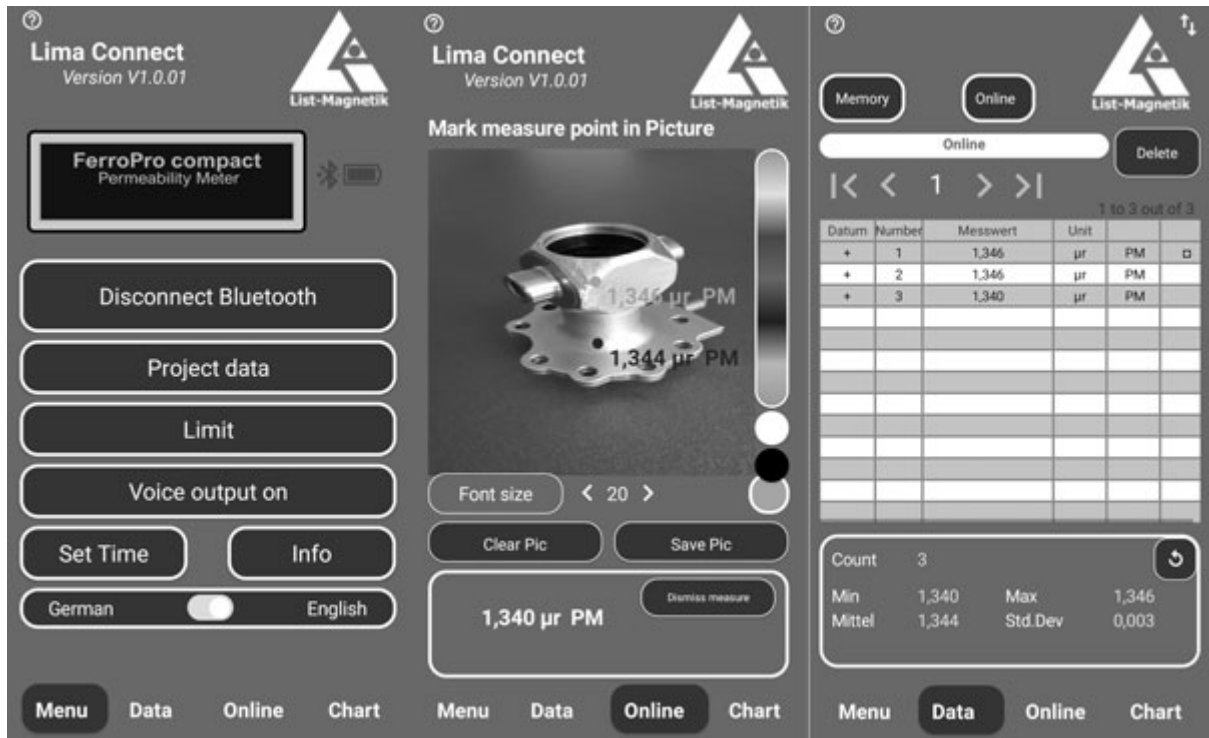 Lima Connect
Version V1.0.01
List-Magnetik
FerroPro compact
Permeability Meter
Disconnect Bluetooth
Project data
Limit
Voice output on
Set Time Info
German English
Menu Data Online Chart
Lima Connect
Version V1.0.01
List-Magnetik
Mark measure point in Picture
1,346 µr PM
1,344 µr PM
Font size < 20 >
Clear Pic Save Pic
Dismiss measure
1,340 µr PM
Menu Data Online Chart
Memory Online
List-Magnetik
Online Delete
|< < 1 > >|
1 to 3 out of 3
Datum Number Messwert Unit
+ 1 1,346 µr PM
+ 2 1,346 µr PM
+ 3 1,340 µr PM
Count 3
Min 1,340 Max 1,346
Mittel 1,344 Std.Dev 0,003
Menu Data Online Chart